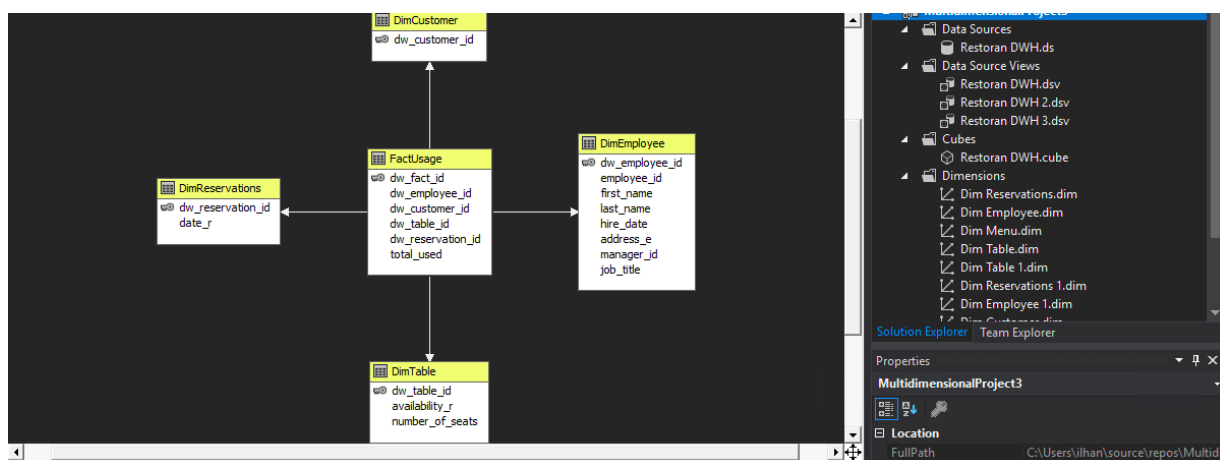 DimCustomer
dw_customer_id
FactUsage
dw_fact_id
dw_employee_id
dw_customer_id
dw_table_id
dw_reservation_id
total_used
DimReservations
dw_reservation_id
date_r
DimEmployee
dw_employee_id
employee_id
first_name
last_name
hire_date
address_e
manager_id
job_title
DimTable
dw_table_id
availability_r
number_of_seats
MultidimensionalProject3
Data Sources
Restoran DWH.ds
Data Source Views
Restoran DWH.dsv
Restoran DWH 2.dsv
Restoran DWH 3.dsv
Cubes
Restoran DWH.cube
Dimensions
Dim Reservations.dim
Dim Employee.dim
Dim Menu.dim
Dim Table.dim
Dim Table 1.dim
Dim Reservations 1.dim
Dim Employee 1.dim
Dim Customer.dim
Solution Explorer Team Explorer
Properties
MultidimensionalProject3
Location
FullPath C:\Users\ilhan\source\repos\Multid